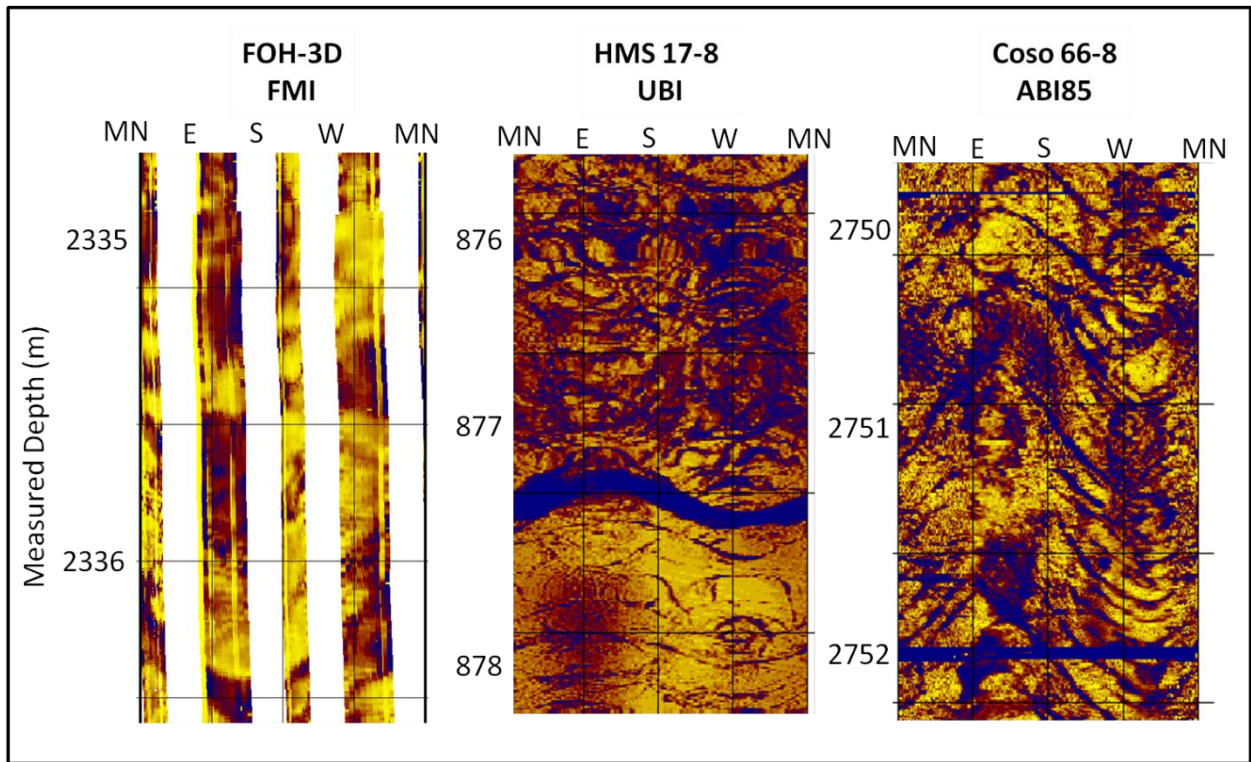 FOH-3D
FMI
HMS 17-8
UBI
Coso 66-8
ABI85
MN E S W MN
MN E S W MN
MN E S W MN
Measured Depth (m)
2335
2336
876
877
878
2750
2751
2752